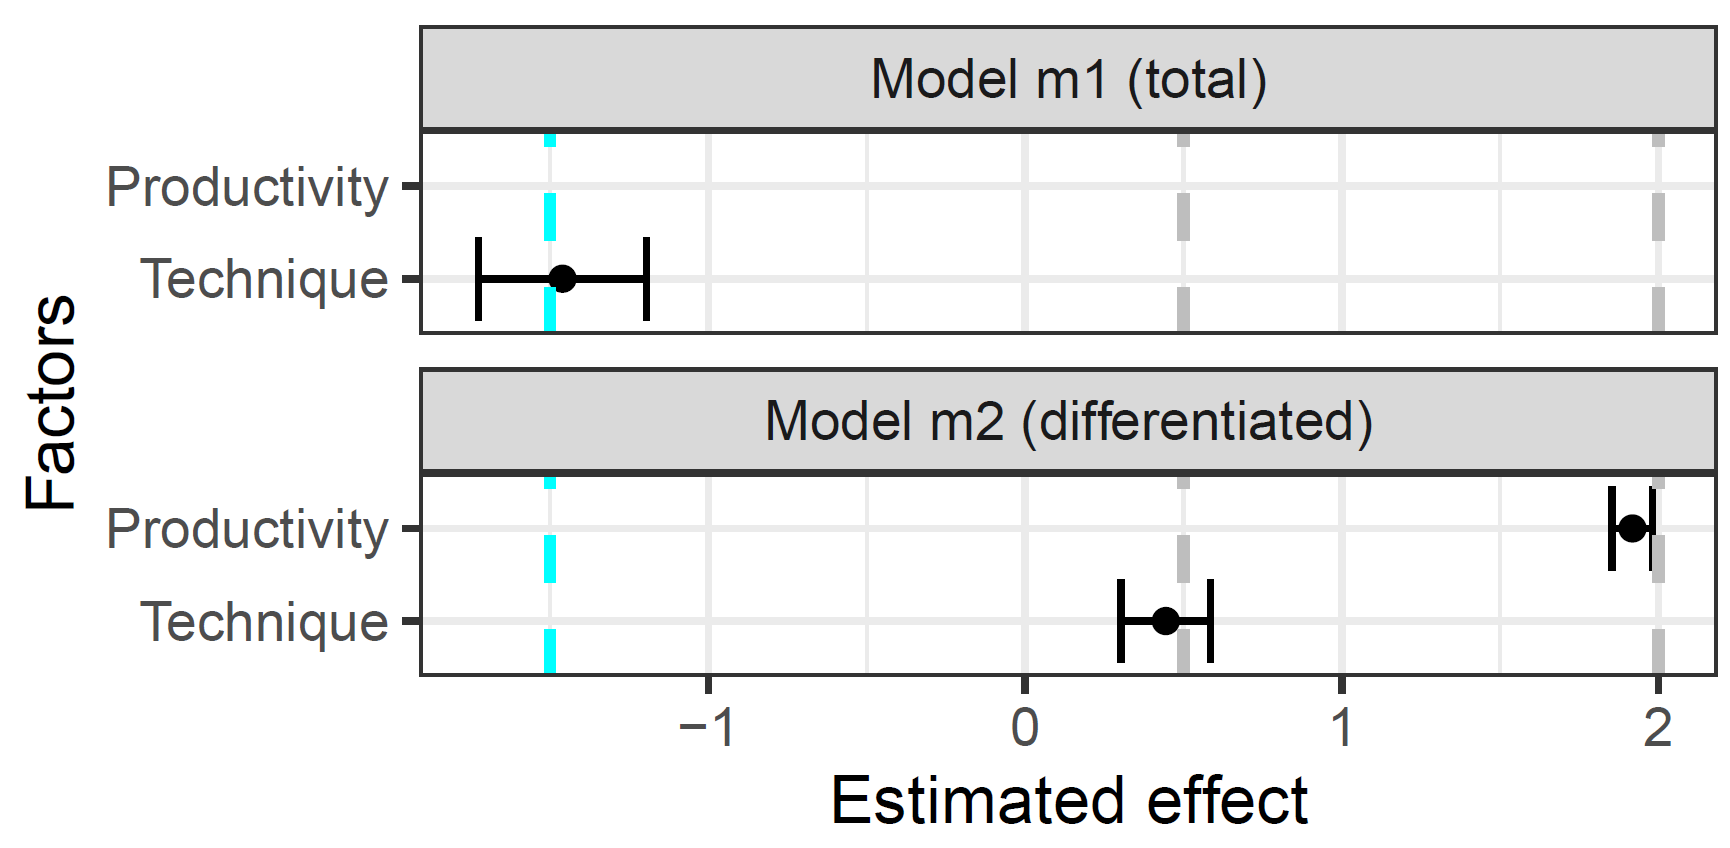 Model m1 (total)
Productivity
Technique
Factors
Model m2 (differentiated)
Productivity
Technique
−1 0 1 2
Estimated effect